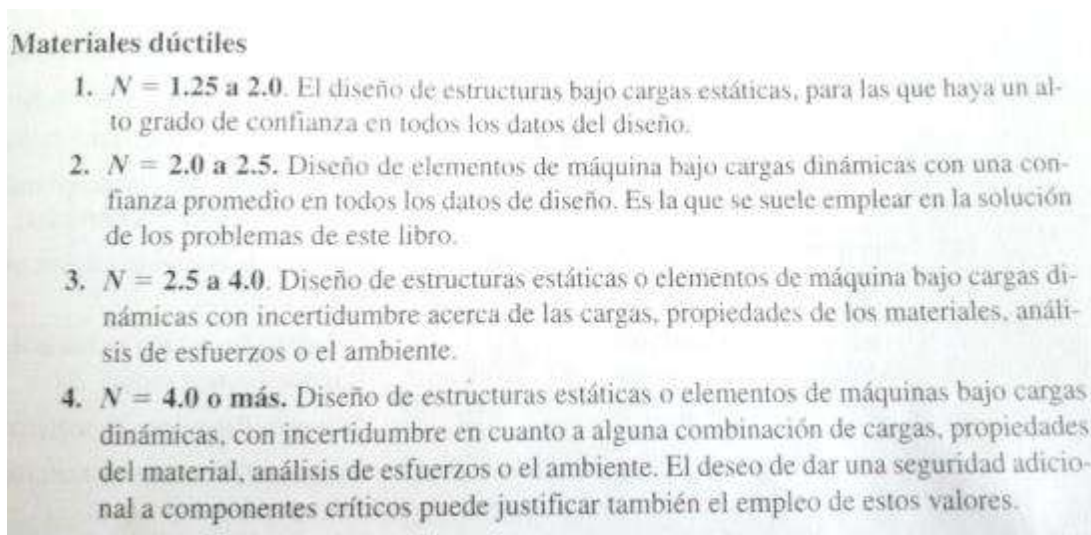 Materiales dúctiles
1. N = 1.25 a 2.0. El diseño de estructuras bajo cargas estáticas, para las que haya un al-
to grado de confianza en todos los datos del diseño.
2. N = 2.0 a 2.5. Diseño de elementos de máquina bajo cargas dinámicas con una con-
fianza promedio en todos los datos de diseño. Es la que se suele emplear en la solución
de los problemas de este libro.
3. N = 2.5 a 4.0. Diseño de estructuras estáticas o elementos de máquina bajo cargas di-
námicas con incertidumbre acerca de las cargas, propiedades de los materiales, análi-
sis de esfuerzos o el ambiente.
4. N = 4.0 o más. Diseño de estructuras estáticas o elementos de máquinas bajo cargas
dinámicas, con incertidumbre en cuanto a alguna combinación de cargas, propiedades
del material, análisis de esfuerzos o el ambiente. El deseo de dar una seguridad adicio-
nal a componentes críticos puede justificar también el empleo de estos valores.